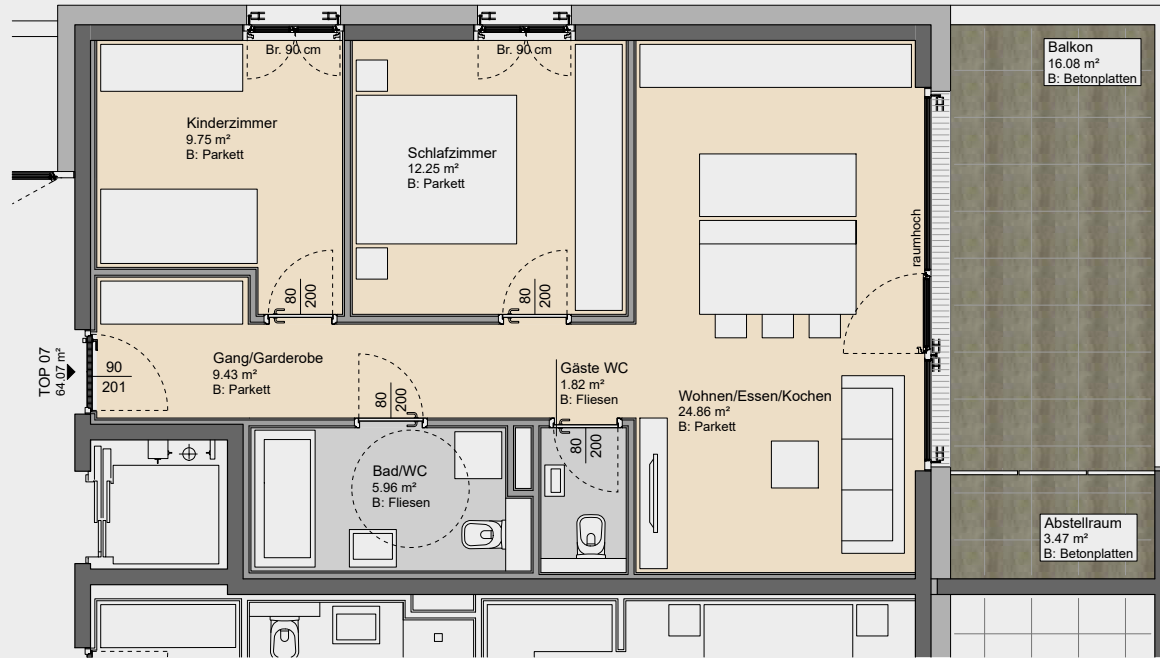 Br. 90 cm
Br. 90 cm
Balkon
16.08 m²
B: Betonplatten
Kinderzimmer
9.75 m²
B: Parkett
Schlafzimmer
12.25 m²
B: Parkett
raumhoch
80
200
80
200
TOP 07
64.07 m²
90
201
Gang/Garderobe
9.43 m²
B: Parkett
80
200
Gäste WC
1.82 m²
B: Fliesen
Wohnen/Essen/Kochen
24.86 m²
B: Parkett
80
200
Bad/WC
5.96 m²
B: Fliesen
Abstellraum
3.47 m²
B: Betonplatten